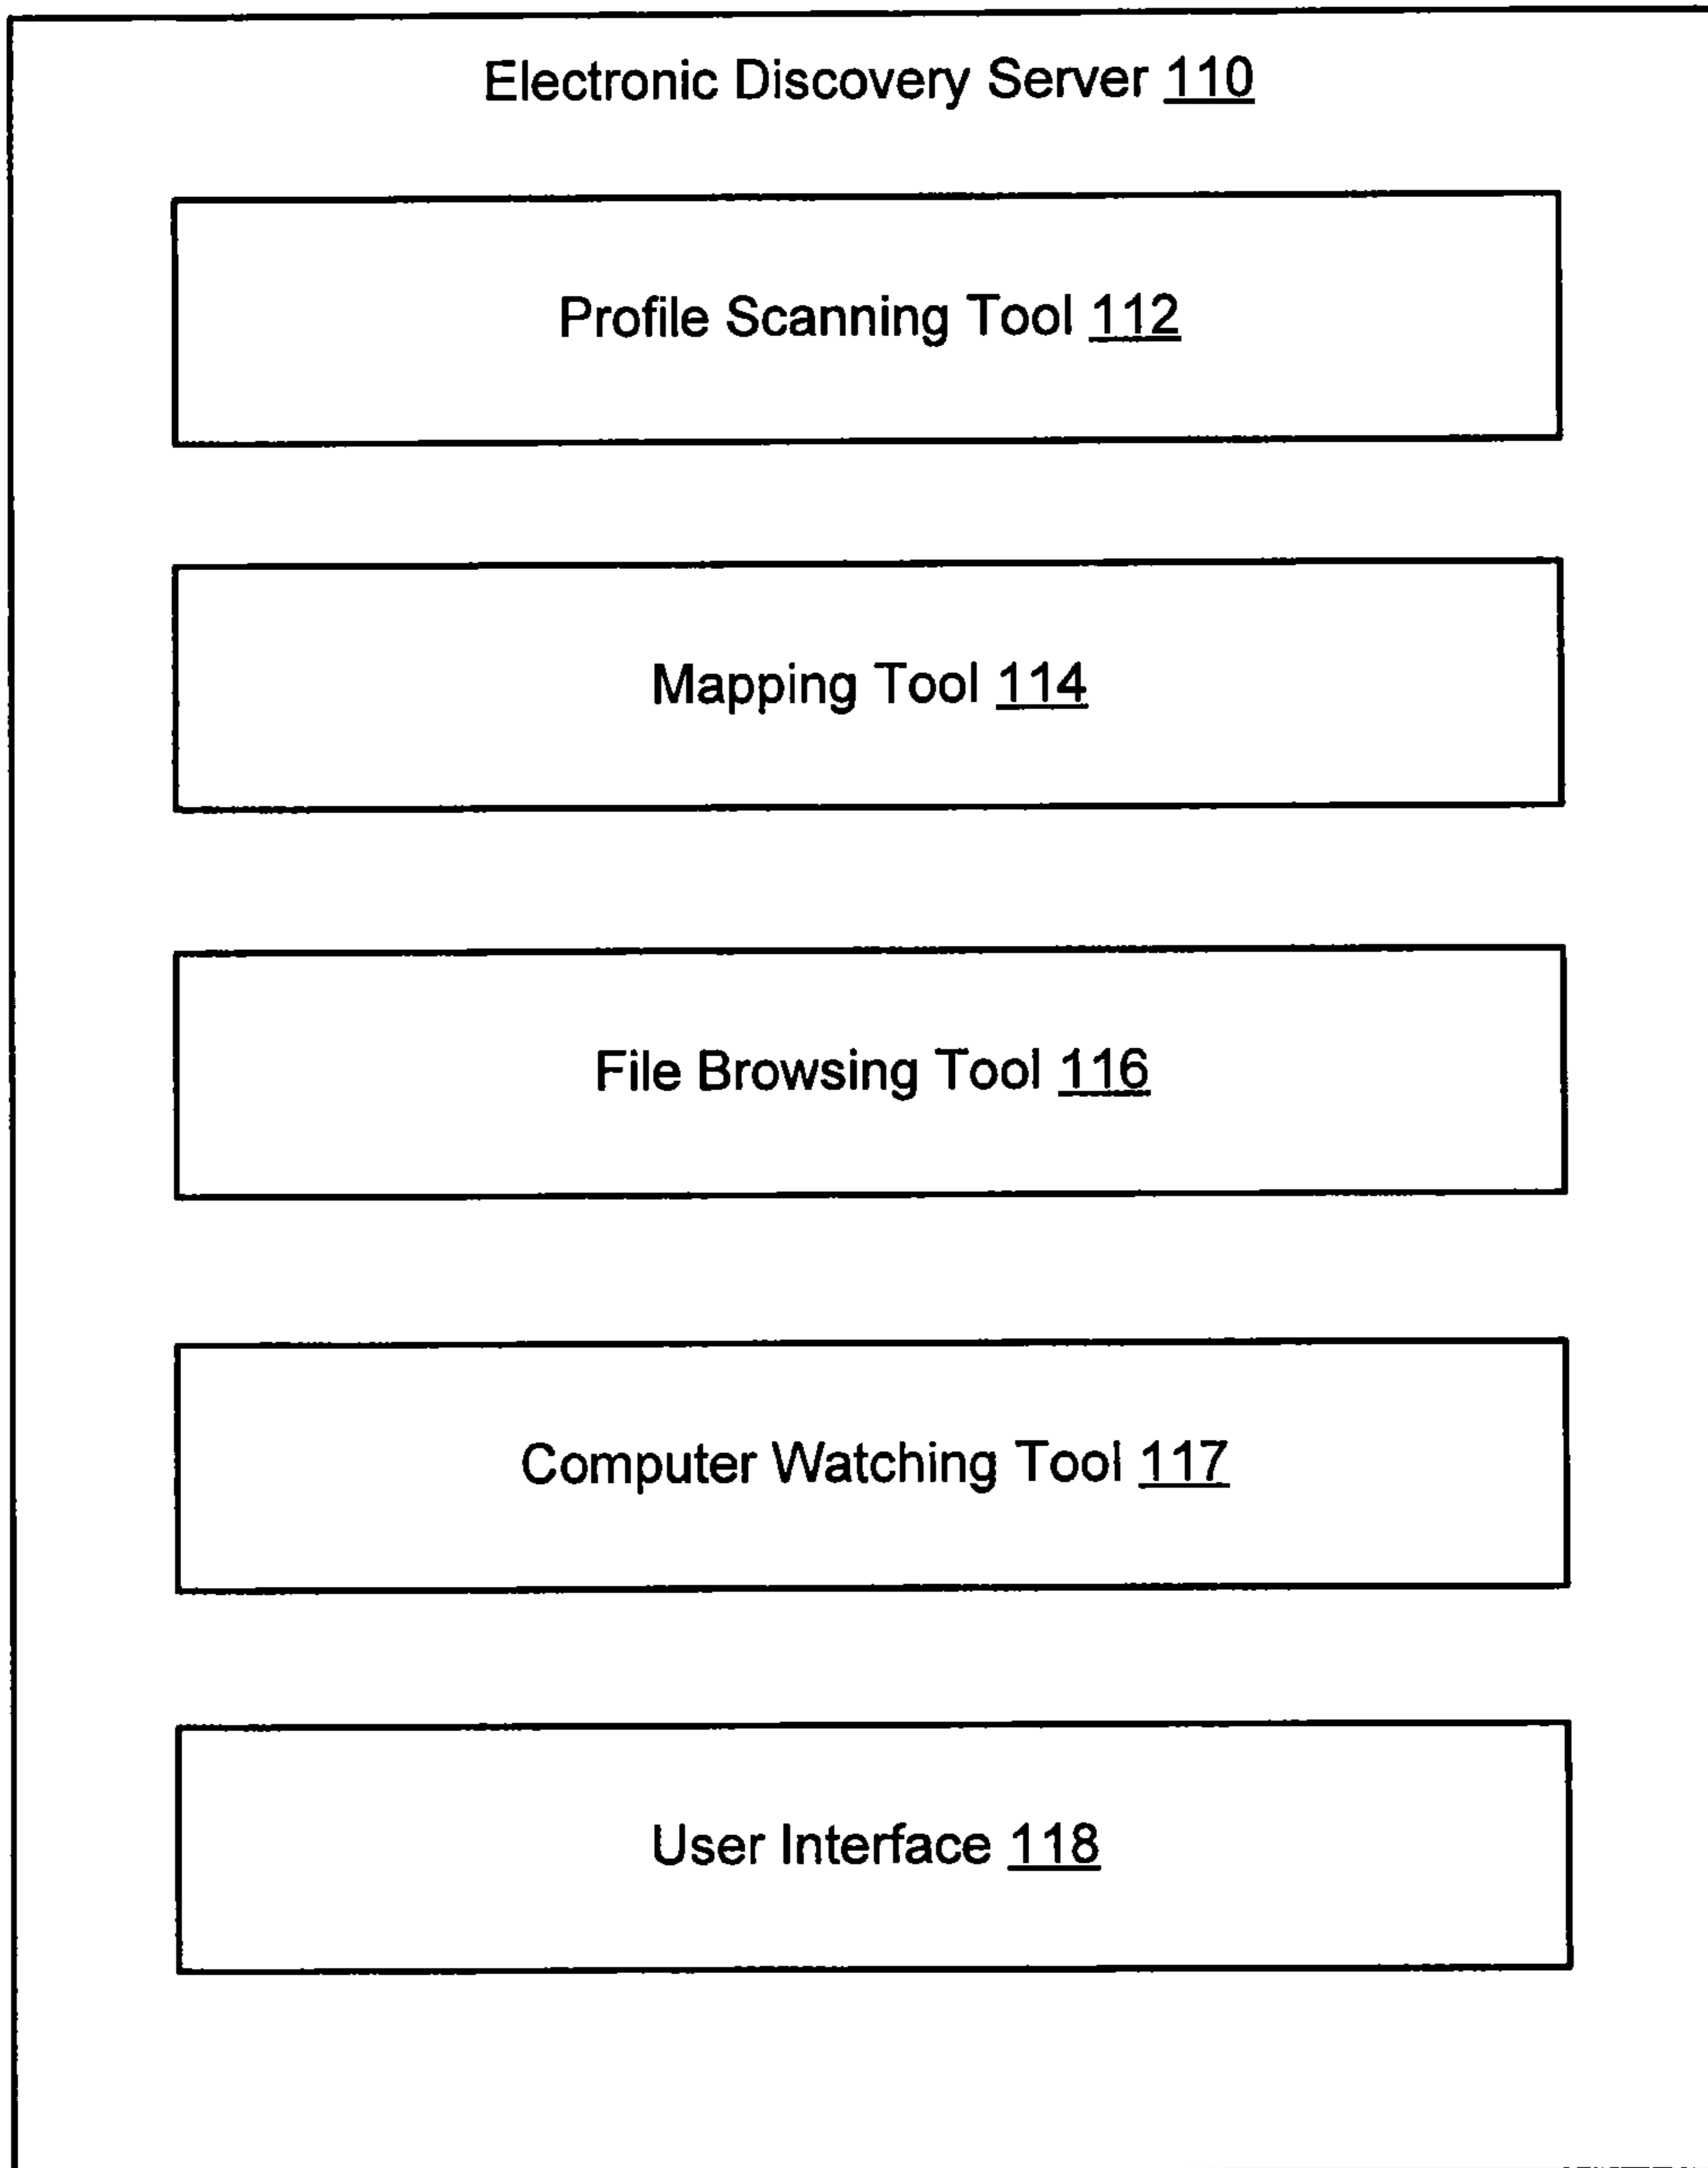 Electronic Discovery Server 110
Profile Scanning Tool 112
Mapping Tool 114
File Browsing Tool 116
Computer Watching Tool 117
User Interface 118